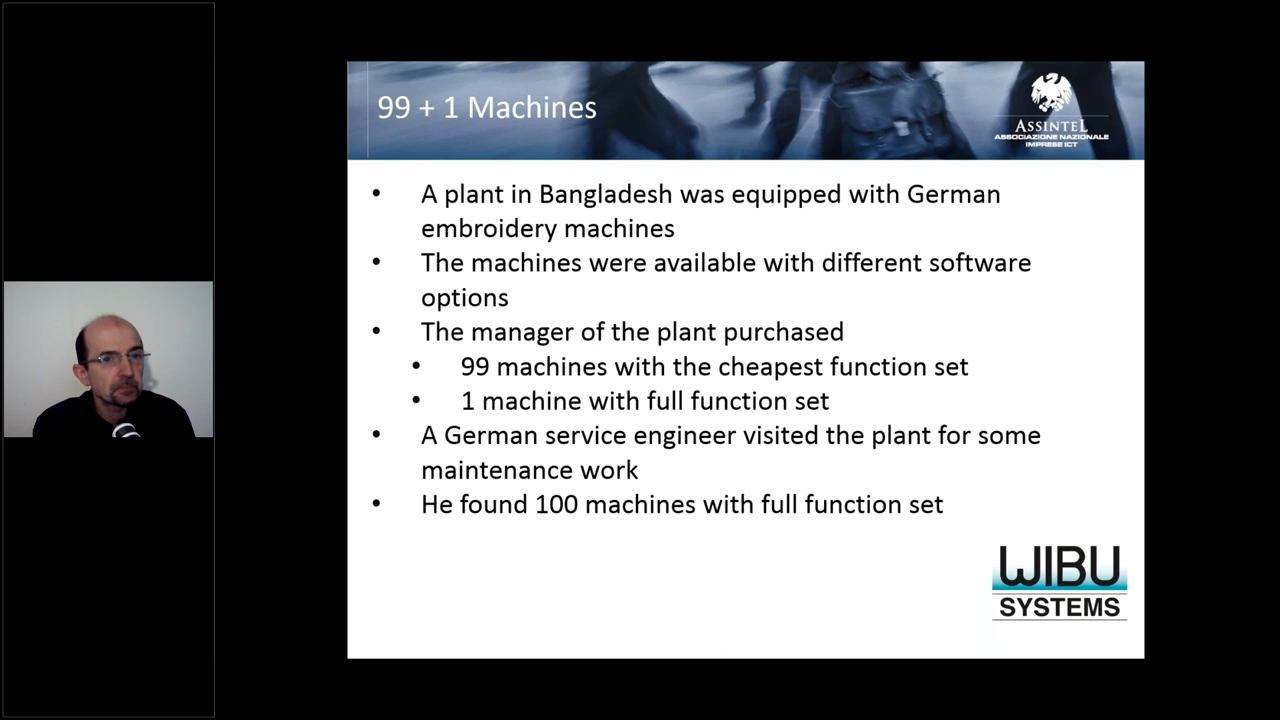 99 + 1 Machines
ASSINTEL
ASSOCIAZIONE NAZIONALE
IMPRESE ICT
• A plant in Bangladesh was equipped with German
embroidery machines
• The machines were available with different software
options
• The manager of the plant purchased
• 99 machines with the cheapest function set
• 1 machine with full function set
• A German service engineer visited the plant for some
maintenance work
• He found 100 machines with full function set
WIBU
SYSTEMS